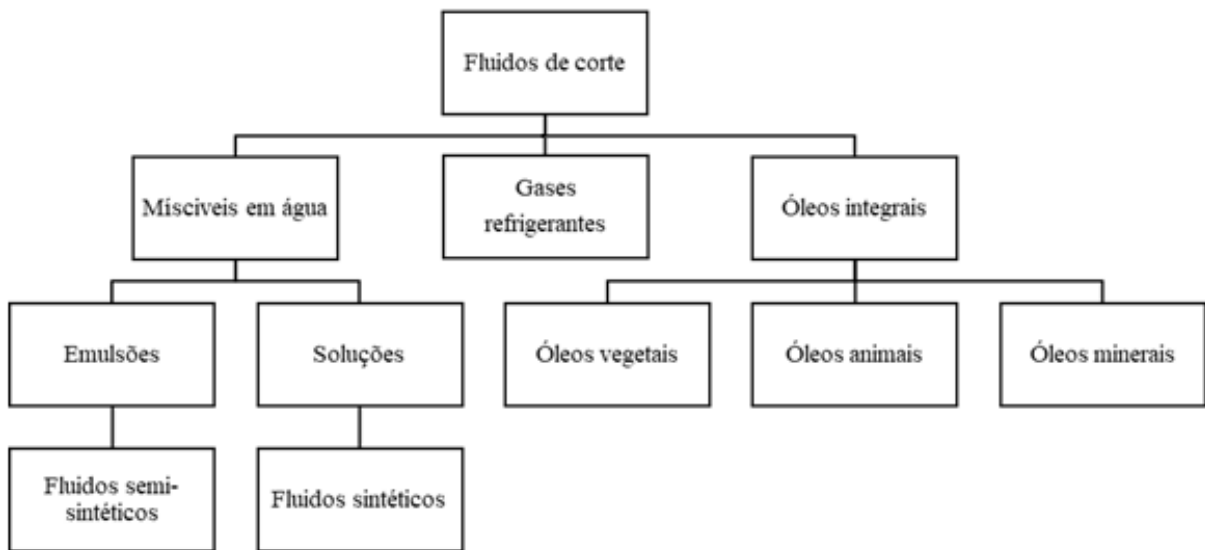 Fluidos de corte
Míscíveis em água
Gases
refrigerantes
Óleos integrais
Emulsões
Soluções
Óleos vegetais
Óleos animais
Óleos minerais
Fluidos semi-
sintéticos
Fluidos sintéticos